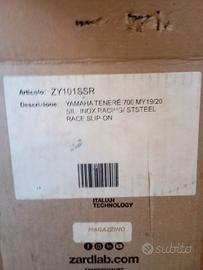 Articolo: ZY101SSR
Descrizione: YAMAHA TENERÉ 700 MY19/20
SIL. INOX RACING/ STSTEEL
RACE SLIP-ON
ITALIAN
TECHNOLOGY
MAGAZZINO
zardlab.com
subito